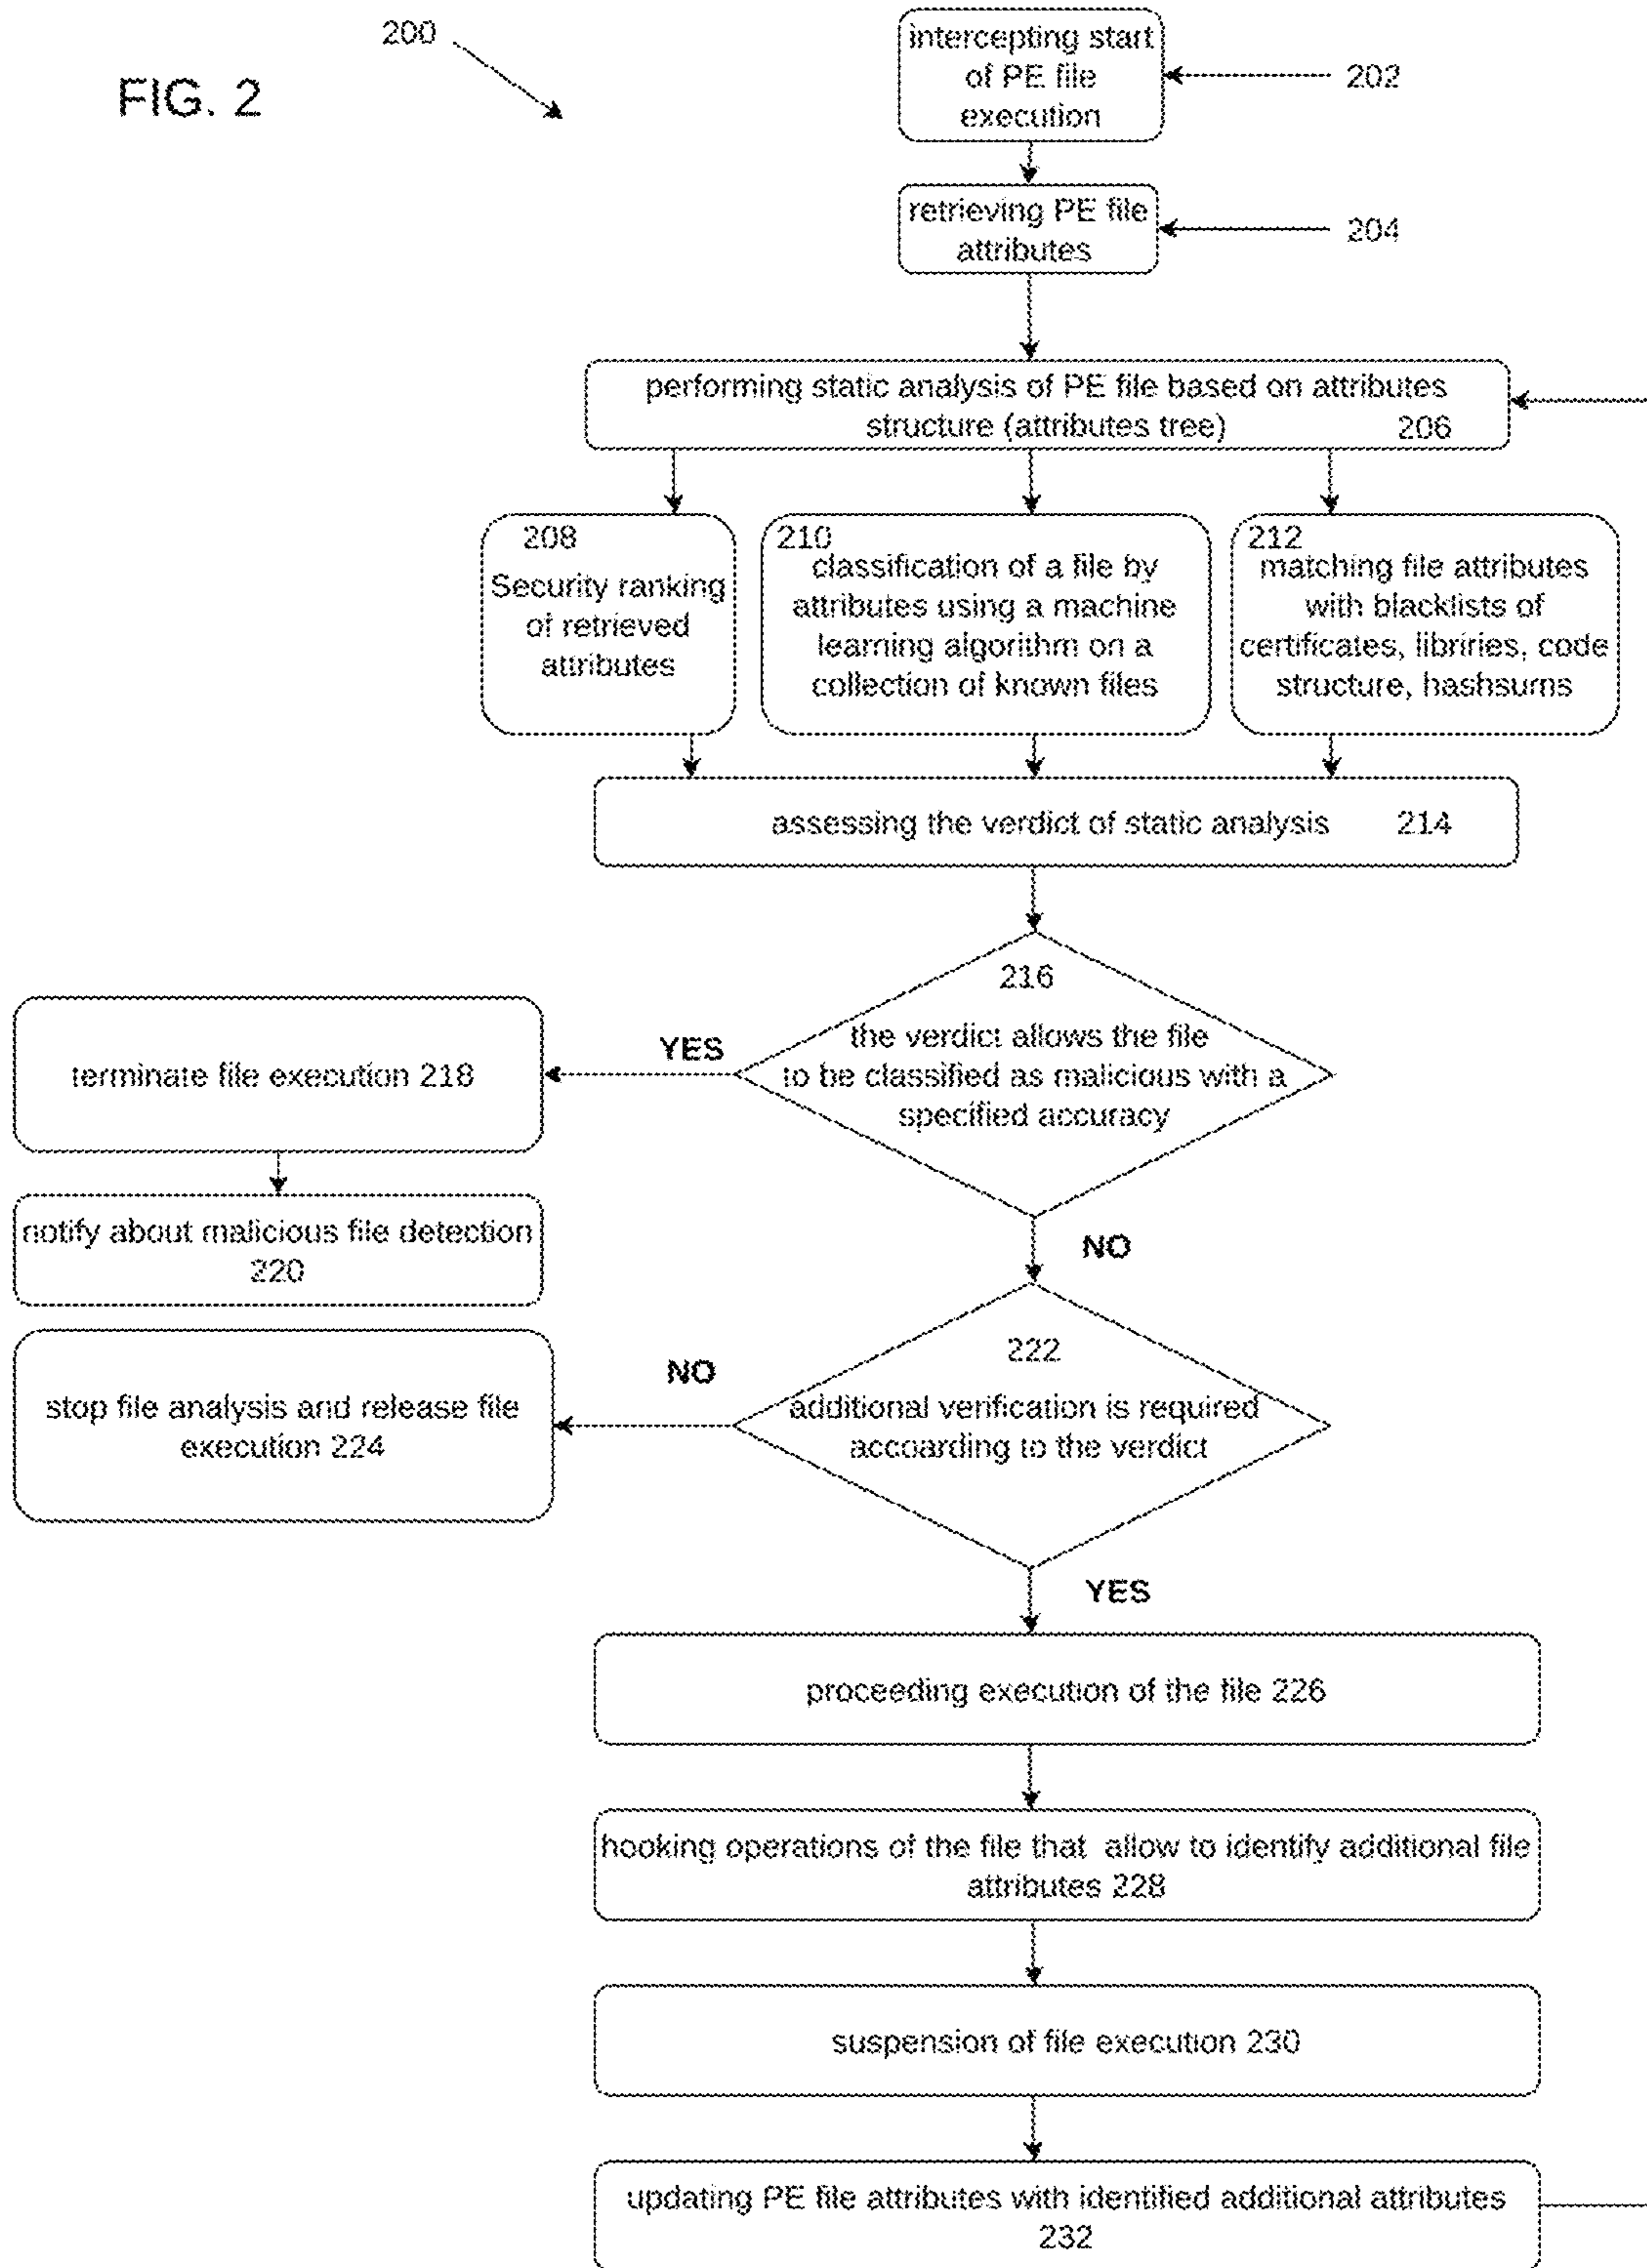 200
FIG. 2
intercepting start
of PE file
execution
202
retrieving PE file
attributes
204
performing static analysis of PE file based on attributes
structure (attributes tree)
206
208
Security ranking
of retrieved
attributes
210
classification of a file by
attributes using a machine
learning algorithm on a
collection of known files
212
matching file attributes
with blacklists of
certificates, libriries, code
structure, hashsums
assessing the verdict of static analysis 214
216
the verdict allows the file
to be classified as malicious with a
specified accuracy
YES
terminate file execution 218
notify about malicious file detection
220
NO
222
additional verification is required
accoarding to the verdict
NO
stop file analysis and release file
execution 224
YES
proceeding execution of the file 226
hooking operations of the file that allow to identify additional file
attributes 228
suspension of file execution 230
updating PE file attributes with identified additional attributes
232